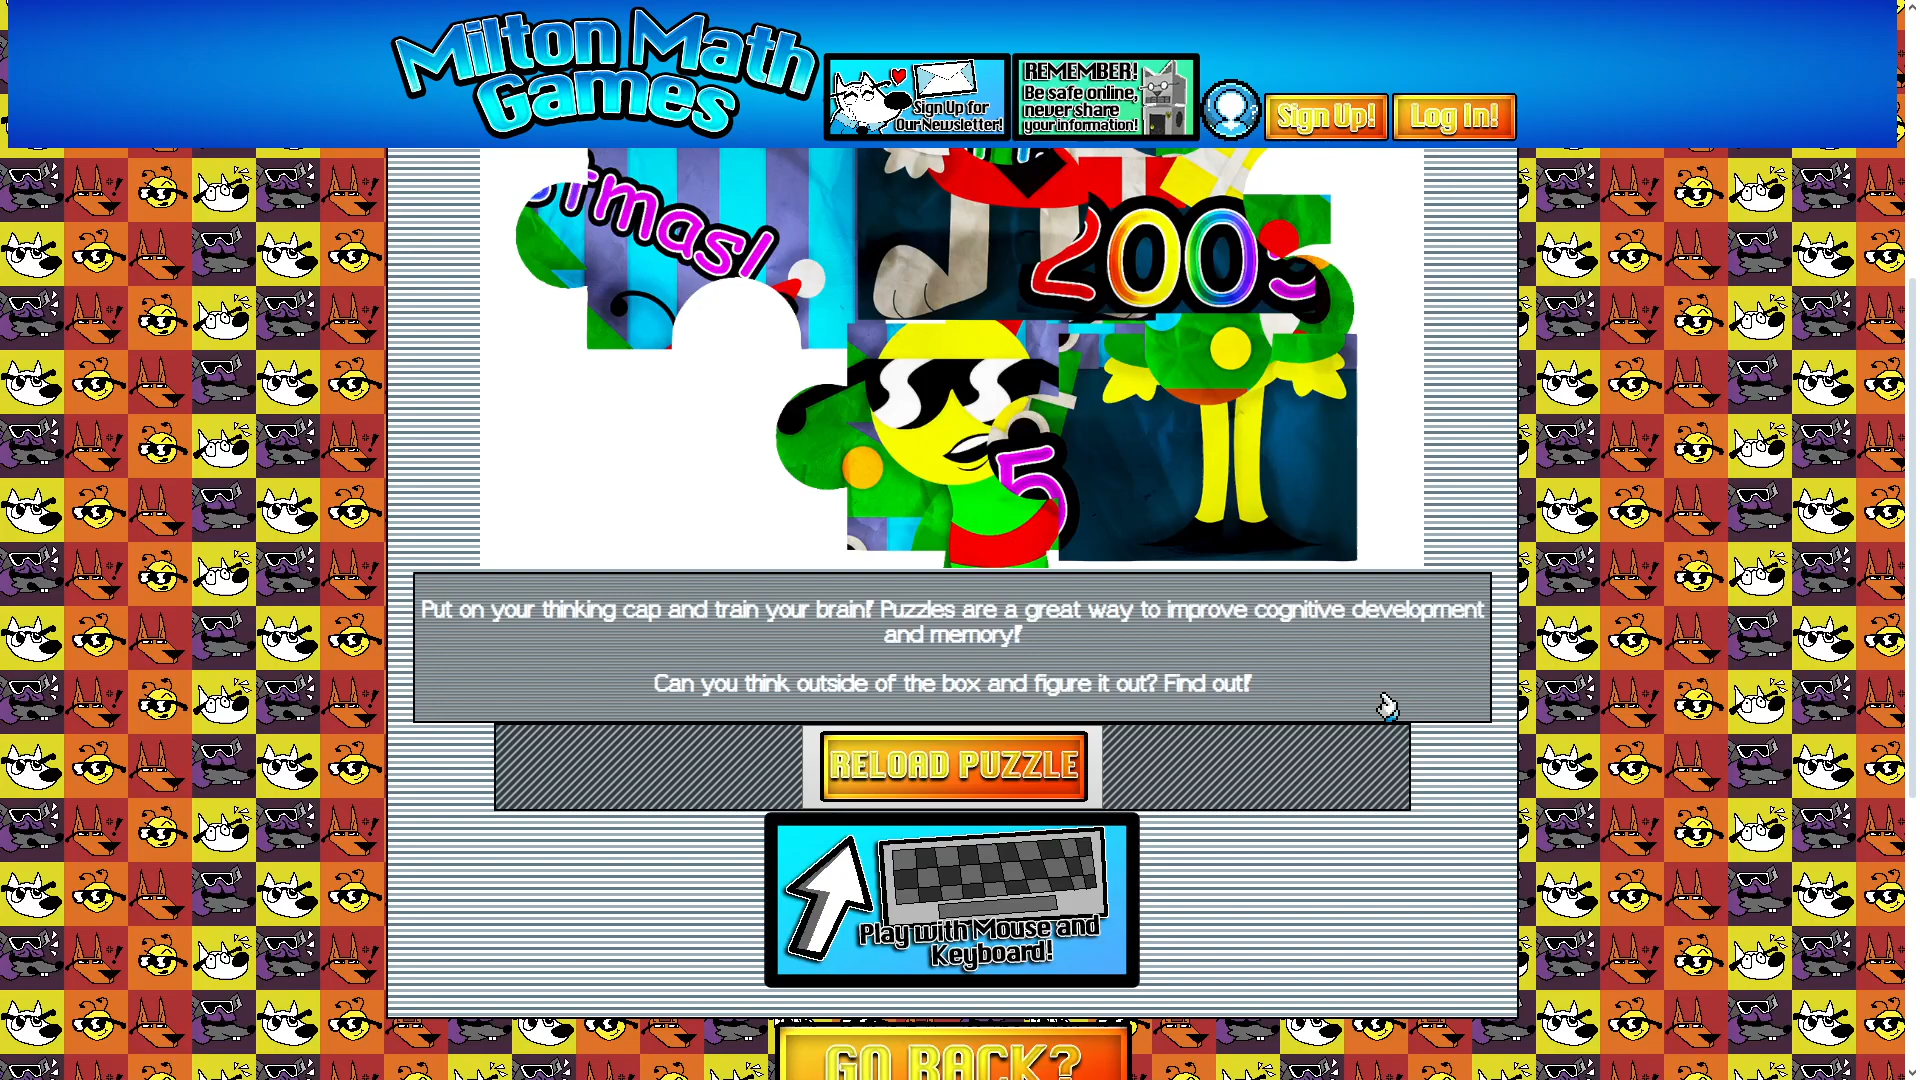 Milton Math
Games
Sign Up for
Our Newsletter!
REMEMBER!
Be safe online,
never share
your information!
Sign Up!
Log In!
stmas!
2005
5
Put on your thinking cap and train your brain! Puzzles are a great way to improve cognitive development
and memory!
Can you think outside of the box and figure it out? Find out!
RELOAD PUZZLE
Play with Mouse and
Keyboard!
GO BACK?